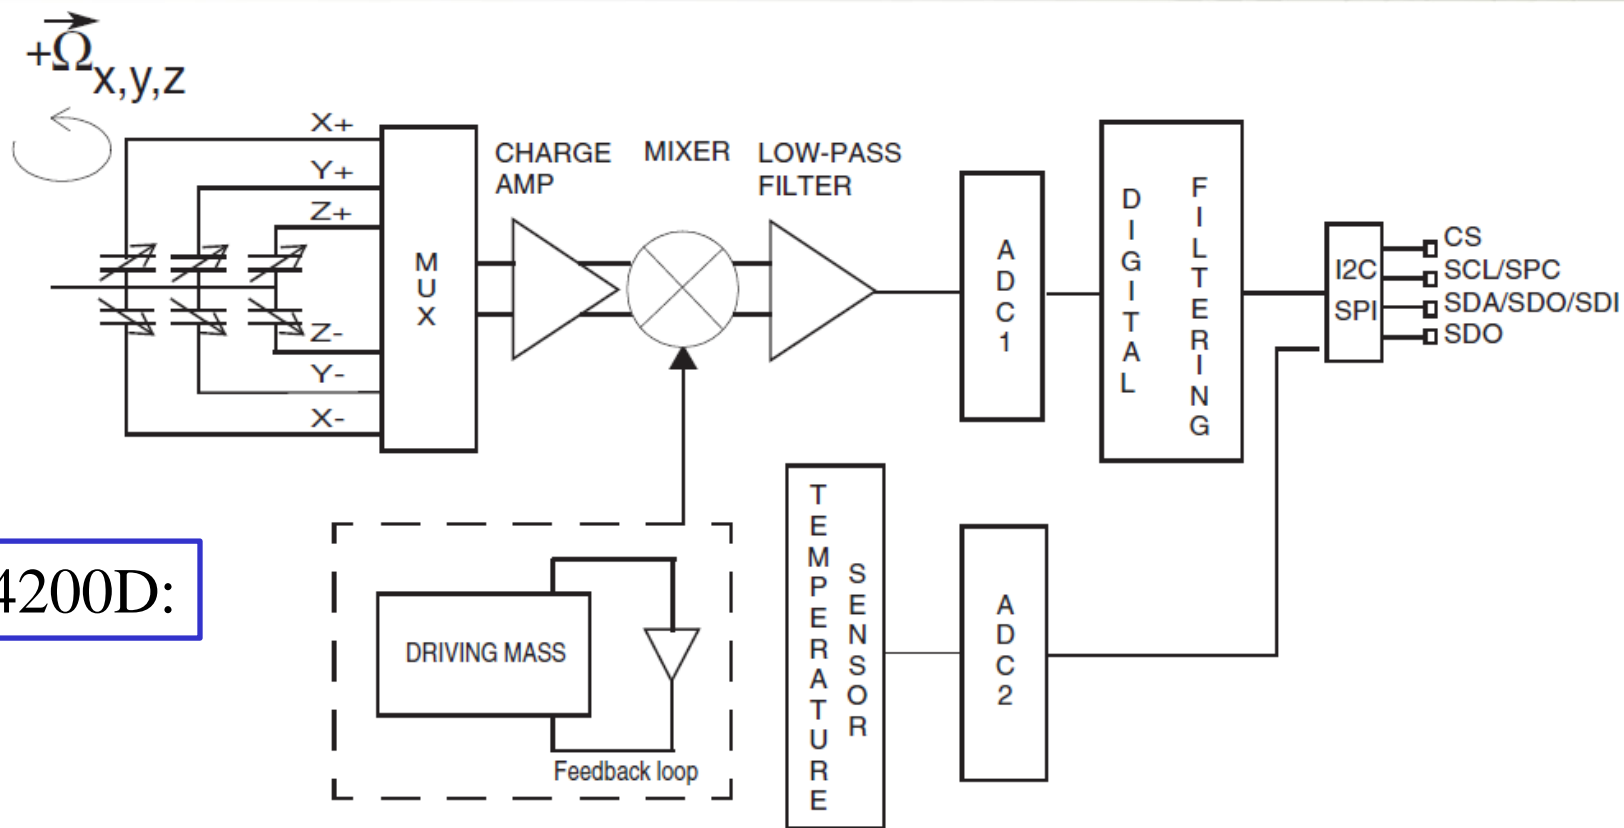 +Ω x,y,z
X+
Y+
Z+
Z-
Y-
X-
MUX
CHARGE AMP
MIXER
LOW-PASS FILTER
ADC1
DIGITAL FILTERING
I2C
SPI
CS
SCL/SPC
SDA/SDO/SDI
SDO
4200D:
DRIVING MASS
Feedback loop
TEMPERATURE SENSOR
ADC2